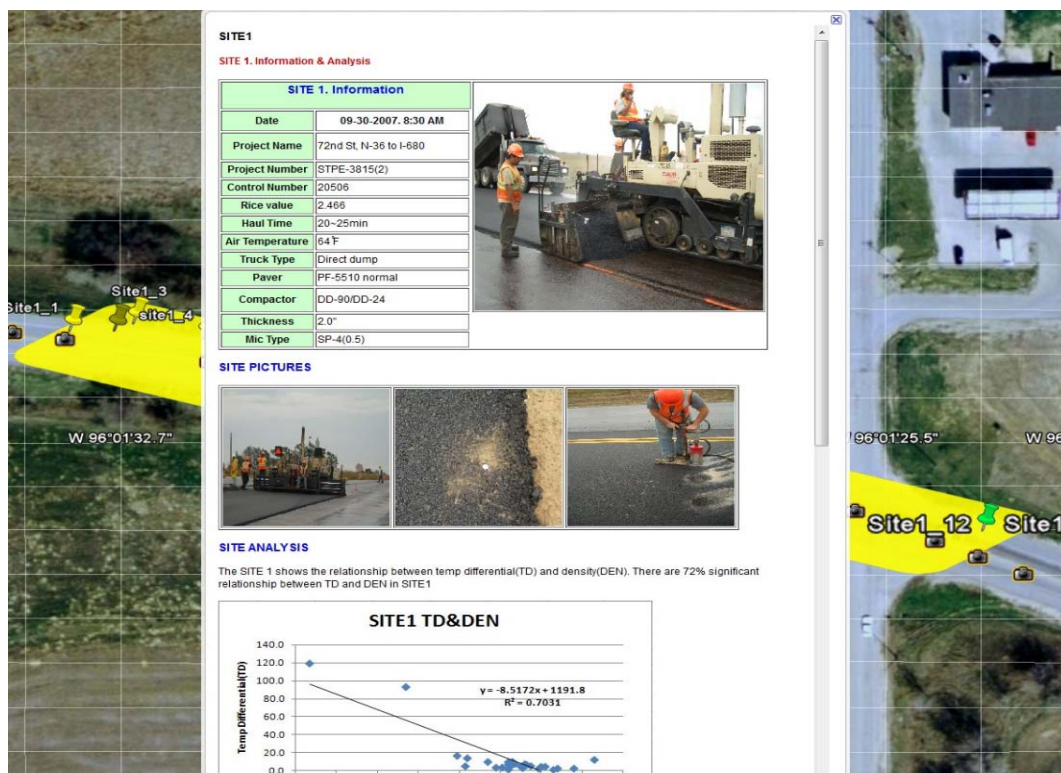 SITE1
SITE 1. Information & Analysis
SITE 1. Information
Date 09-30-2007. 8:30 AM
Project Name 72nd St, N-36 to I-680
Project Number STPE-3815(2)
Control Number 20506
Rice value 2.466
Haul Time 20~25min
Air Temperature 64℉
Truck Type Direct dump
Paver PF-5510 normal
Compactor DD-90/DD-24
Thickness 2.0"
Mic Type SP-4(0.5)
SITE PICTURES
SITE ANALYSIS
The SITE 1 shows the relationship between temp differential(TD) and density(DEN). There are 72% significant
relationship between TD and DEN in SITE1
SITE1 TD&DEN
Temp Differential(TD)
140.0
120.0
100.0
80.0
60.0
40.0
20.0
0.0
y = -8.5172x + 1191.8
R² = 0.7031
Site1_3
Site1_1
site1_4
W 96°01'32.7"
96°01'25.5"
W 96
Site1_12
Site1